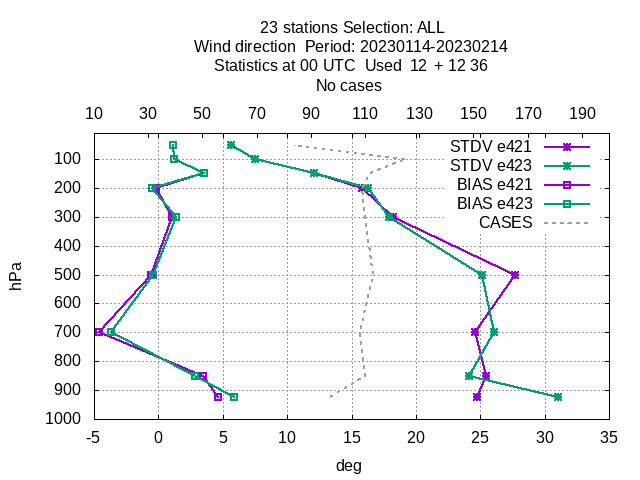 23 stations Selection: ALL
Wind direction  Period: 20230114-20230214
Statistics at 00 UTC  Used  12 + 12 36
No cases
10 30 50 70 90 110 130 150 170 190
STDV e421
STDV e423
BIAS e421
BIAS e423
CASES
100
200
300
400
500
600
700
800
900
1000
hPa
-5 0 5 10 15 20 25 30 35
deg